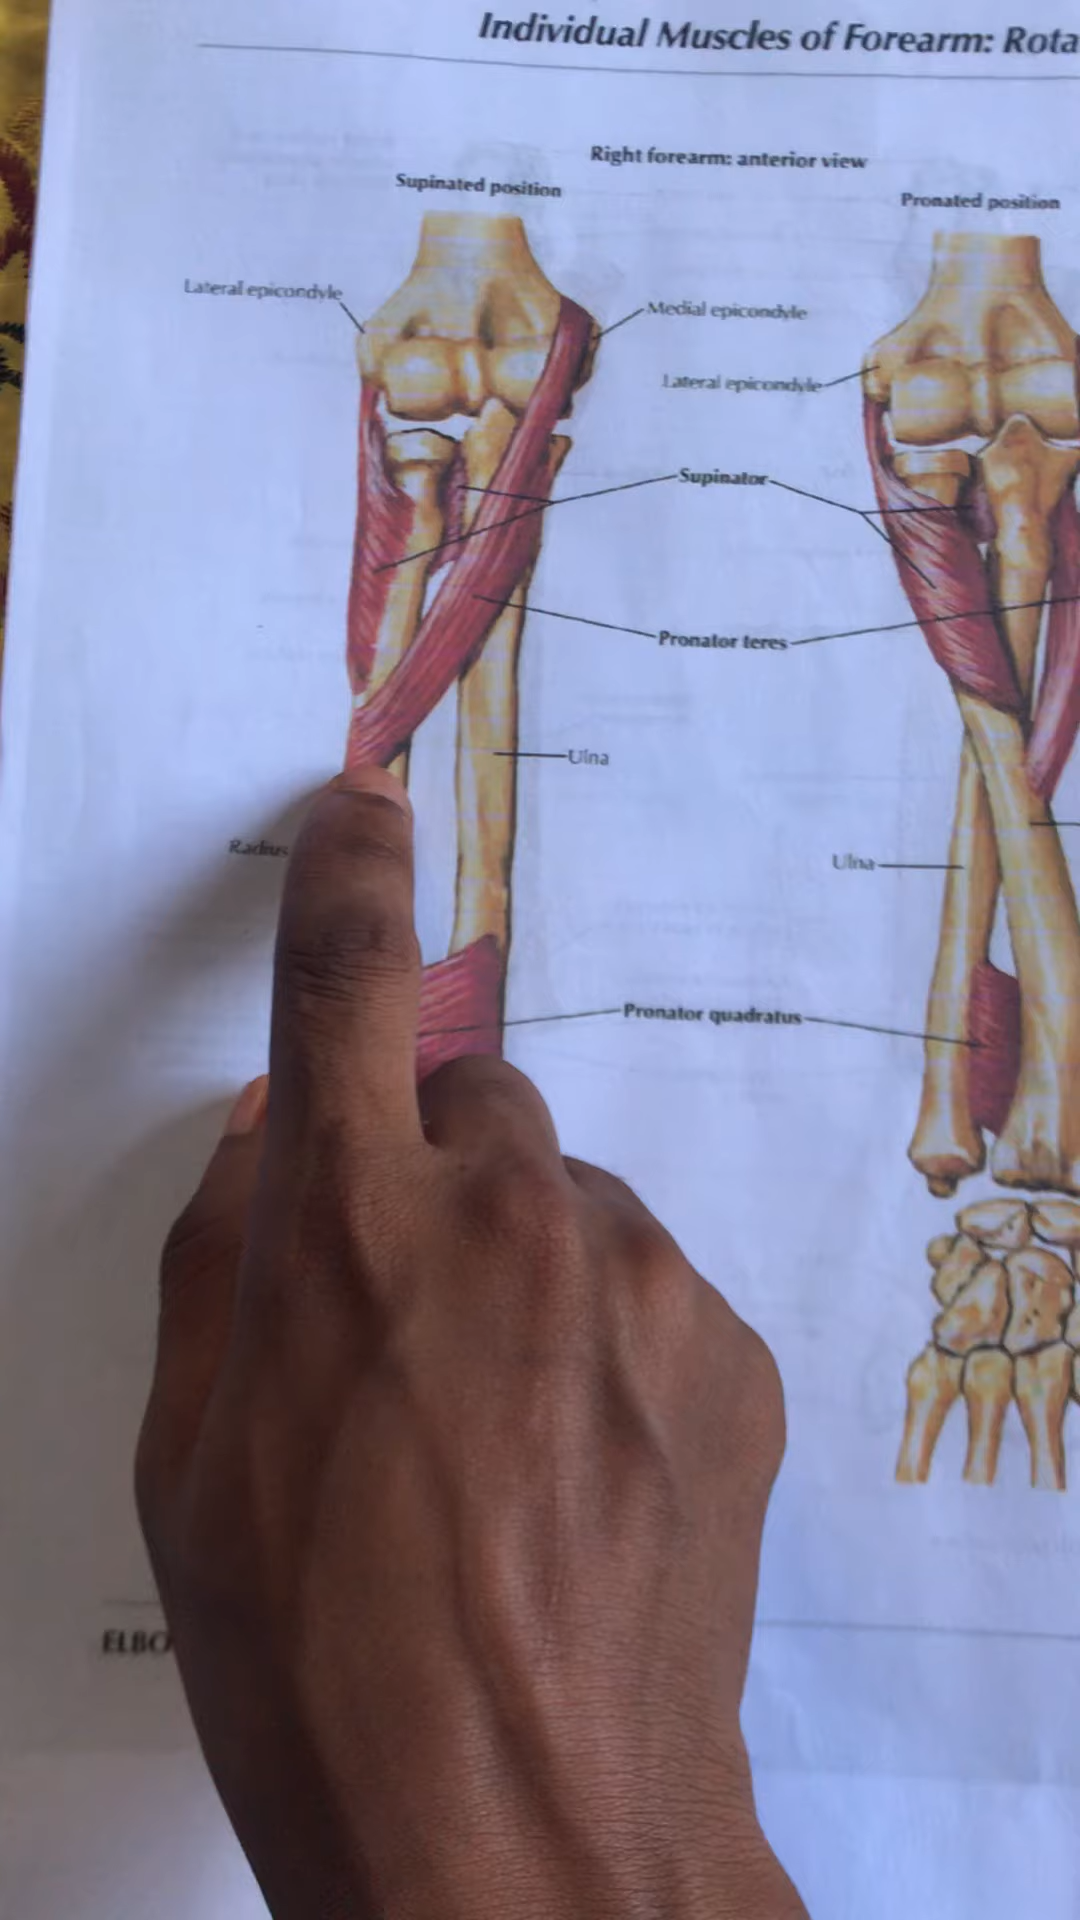 Individual Muscles of Forearm: Rota
Right forearm: anterior view
Supinated position
Pronated position
Lateral epicondyle
Medial epicondyle
Lateral epicondyle
Supinator
Pronator teres
Ulna
Radius
Ulna
Pronator quadratus
ELBO